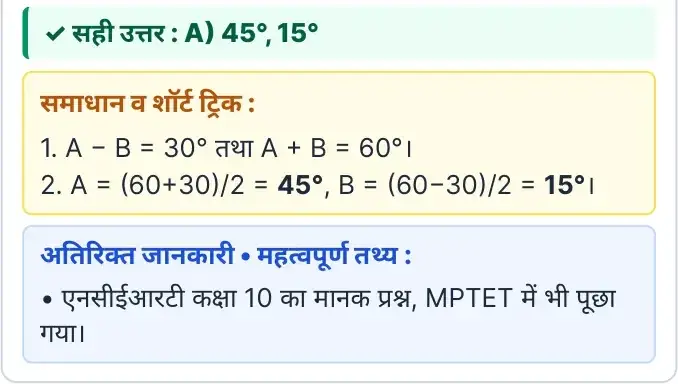 ✓ सही उत्तर : A) 45°, 15°
समाधान व शॉर्ट ट्रिक :
1. A − B = 30° तथा A + B = 60°।
2. A = (60+30)/2 = 45°, B = (60−30)/2 = 15°।
अतिरिक्त जानकारी • महत्वपूर्ण तथ्य :
• एनसीईआरटी कक्षा 10 का मानक प्रश्न, MPTET में भी पूछा
गया।